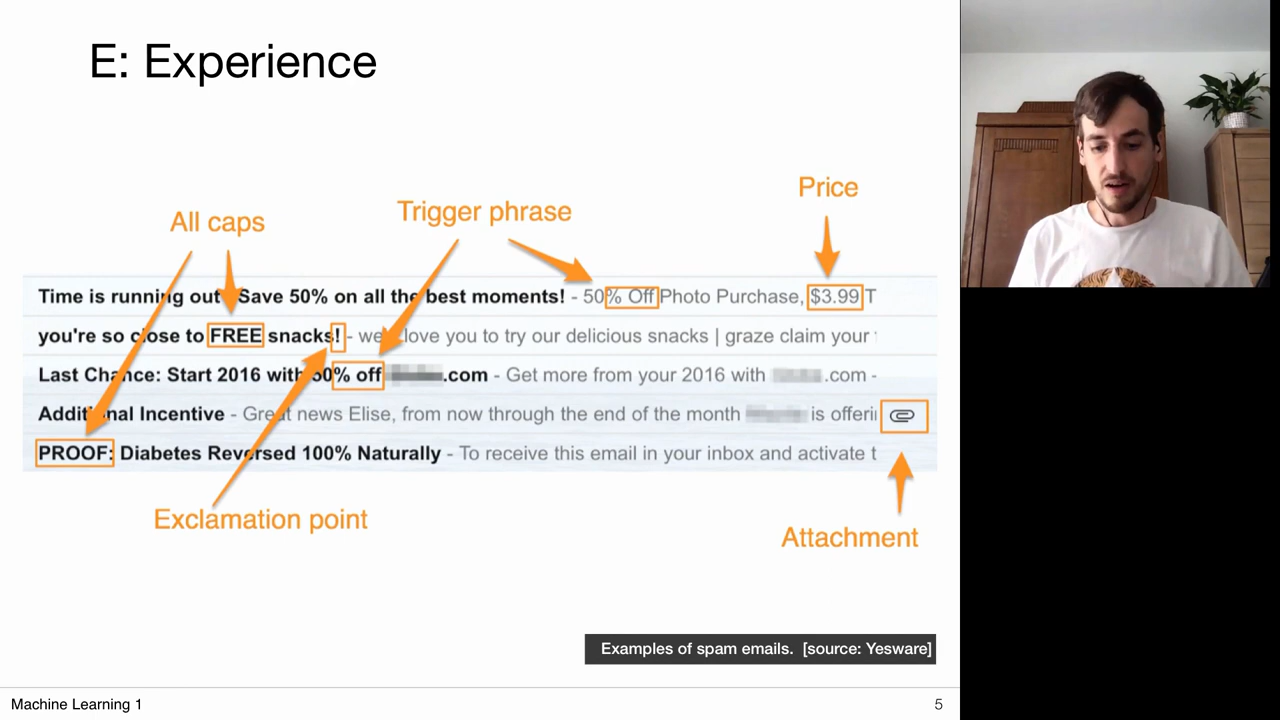 E: Experience
Price
Trigger phrase
All caps
Time is running out! Save 50% on all the best moments! - 50% Off Photo Purchase, $3.99 T
you're so close to FREE snacks! - we'd love you to try our delicious snacks | graze claim your
Last Chance: Start 2016 with 50% off .com - Get more from your 2016 with .com -
Additional Incentive - Great news Elise, from now through the end of the month is offeri
PROOF: Diabetes Reversed 100% Naturally - To receive this email in your inbox and activate t
Exclamation point
Attachment
Examples of spam emails. [source: Yesware]
Machine Learning 1
5